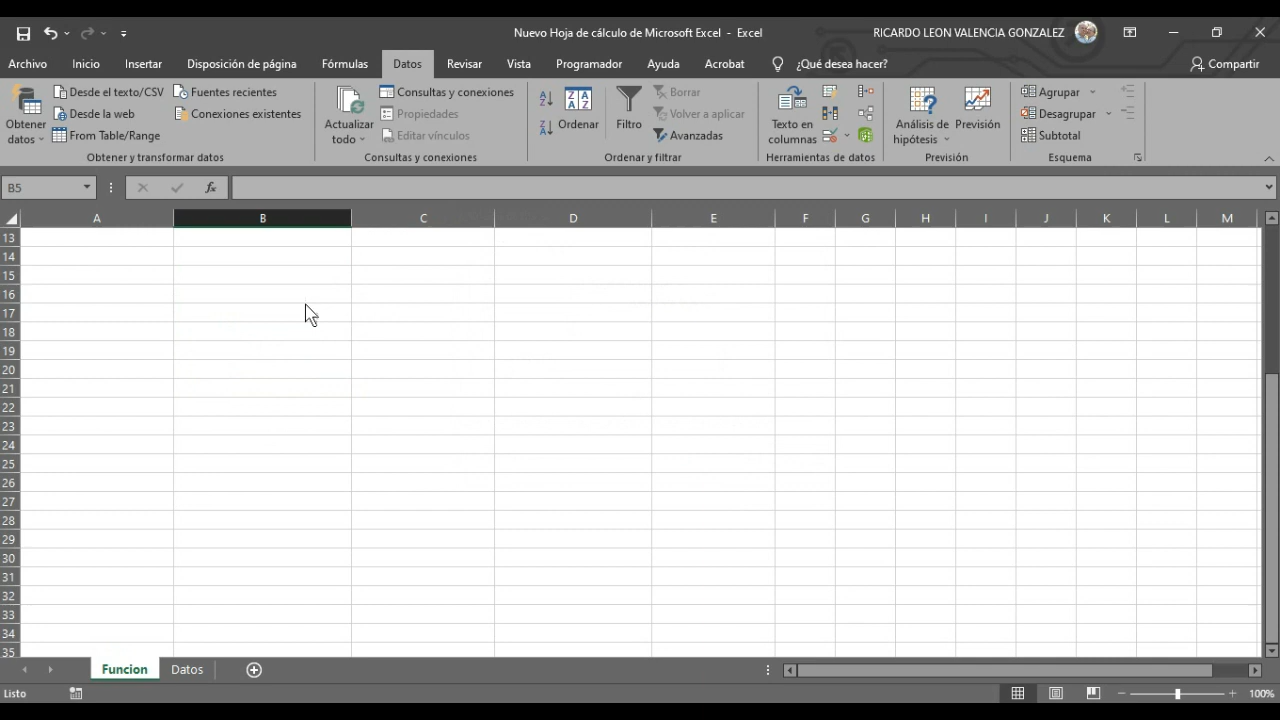 Nuevo Hoja de cálculo de Microsoft Excel - Excel
RICARDO LEON VALENCIA GONZALEZ
Archivo Inicio Insertar Disposición de página Fórmulas Datos Revisar Vista Programador Ayuda Acrobat ¿Qué desea hacer? Compartir
Obtener datos
Desde el texto/CSV
Desde la web
From Table/Range
Fuentes recientes
Conexiones existentes
Obtener y transformar datos
Actualizar todo
Consultas y conexiones
Propiedades
Editar vínculos
Consultas y conexiones
Ordenar
Filtro
Borrar
Volver a aplicar
Avanzadas
Ordenar y filtrar
Texto en columnas
Herramientas de datos
Análisis de hipótesis
Previsión
Previsión
Agrupar
Desagrupar
Subtotal
Esquema
B5
fx
A B C D E F G H I J K L M
13
14
15
16
17
18
19
20
21
22
23
24
25
26
27
28
29
30
31
32
33
34
35
Funcion Datos
Listo
100%